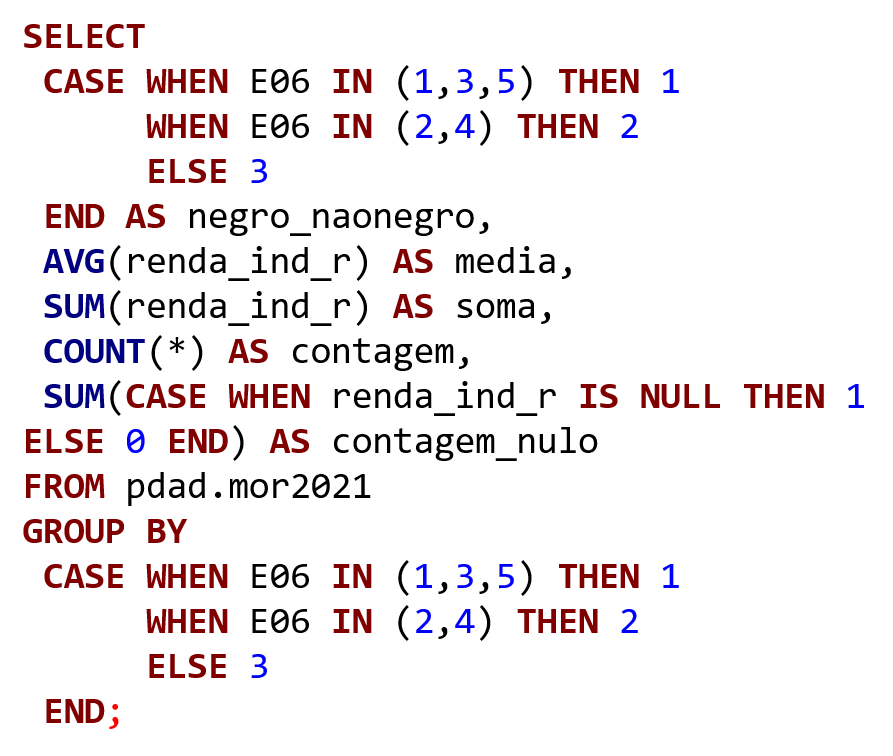 SELECT
 CASE WHEN E06 IN (1,3,5) THEN 1
      WHEN E06 IN (2,4) THEN 2
      ELSE 3
 END AS negro_naonegro,
 AVG(renda_ind_r) AS media,
 SUM(renda_ind_r) AS soma,
 COUNT(*) AS contagem,
 SUM(CASE WHEN renda_ind_r IS NULL THEN 1
ELSE 0 END) AS contagem_nulo
FROM pdad.mor2021
GROUP BY
 CASE WHEN E06 IN (1,3,5) THEN 1
      WHEN E06 IN (2,4) THEN 2
      ELSE 3
 END;